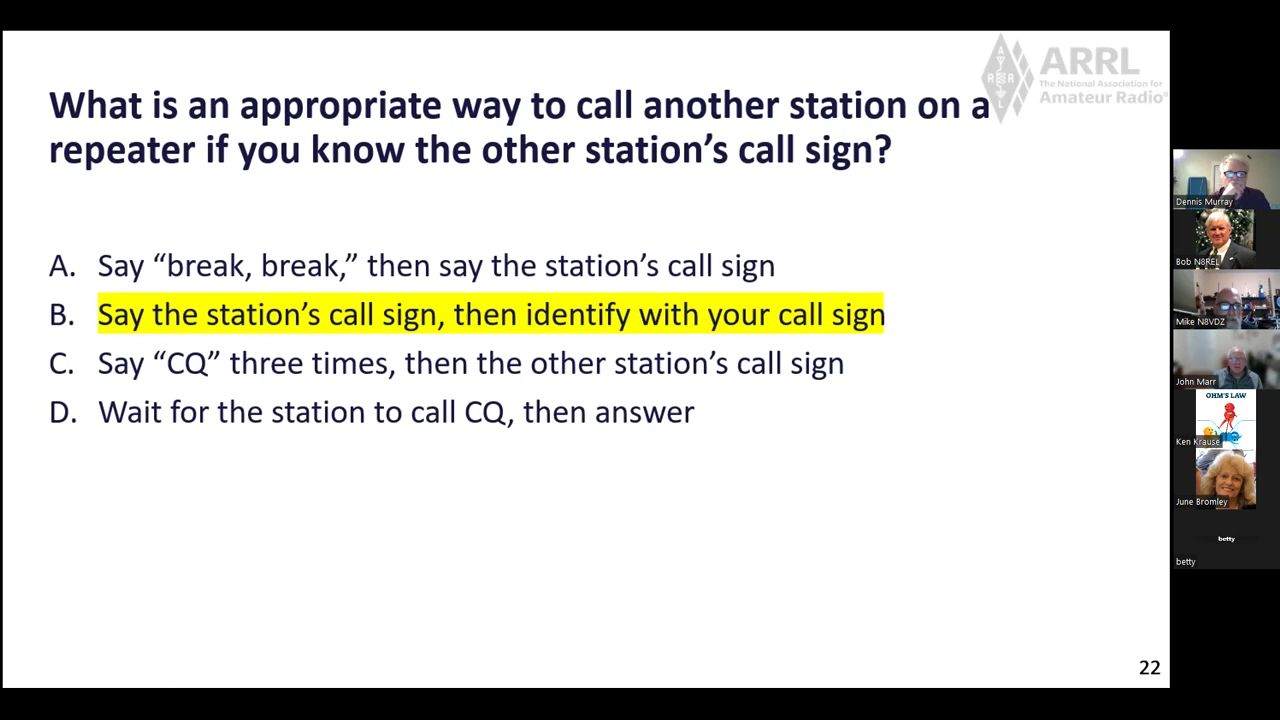 ARRL
The National Association for
Amateur Radio®
What is an appropriate way to call another station on a
repeater if you know the other station’s call sign?
A. Say “break, break,” then say the station’s call sign
B. Say the station’s call sign, then identify with your call sign
C. Say “CQ” three times, then the other station’s call sign
D. Wait for the station to call CQ, then answer
22
Dennis Murray
Bob N8REL
Mike N8VDZ
John Marr
OHM'S LAW
Ken Krause
June Bromley
betty
betty